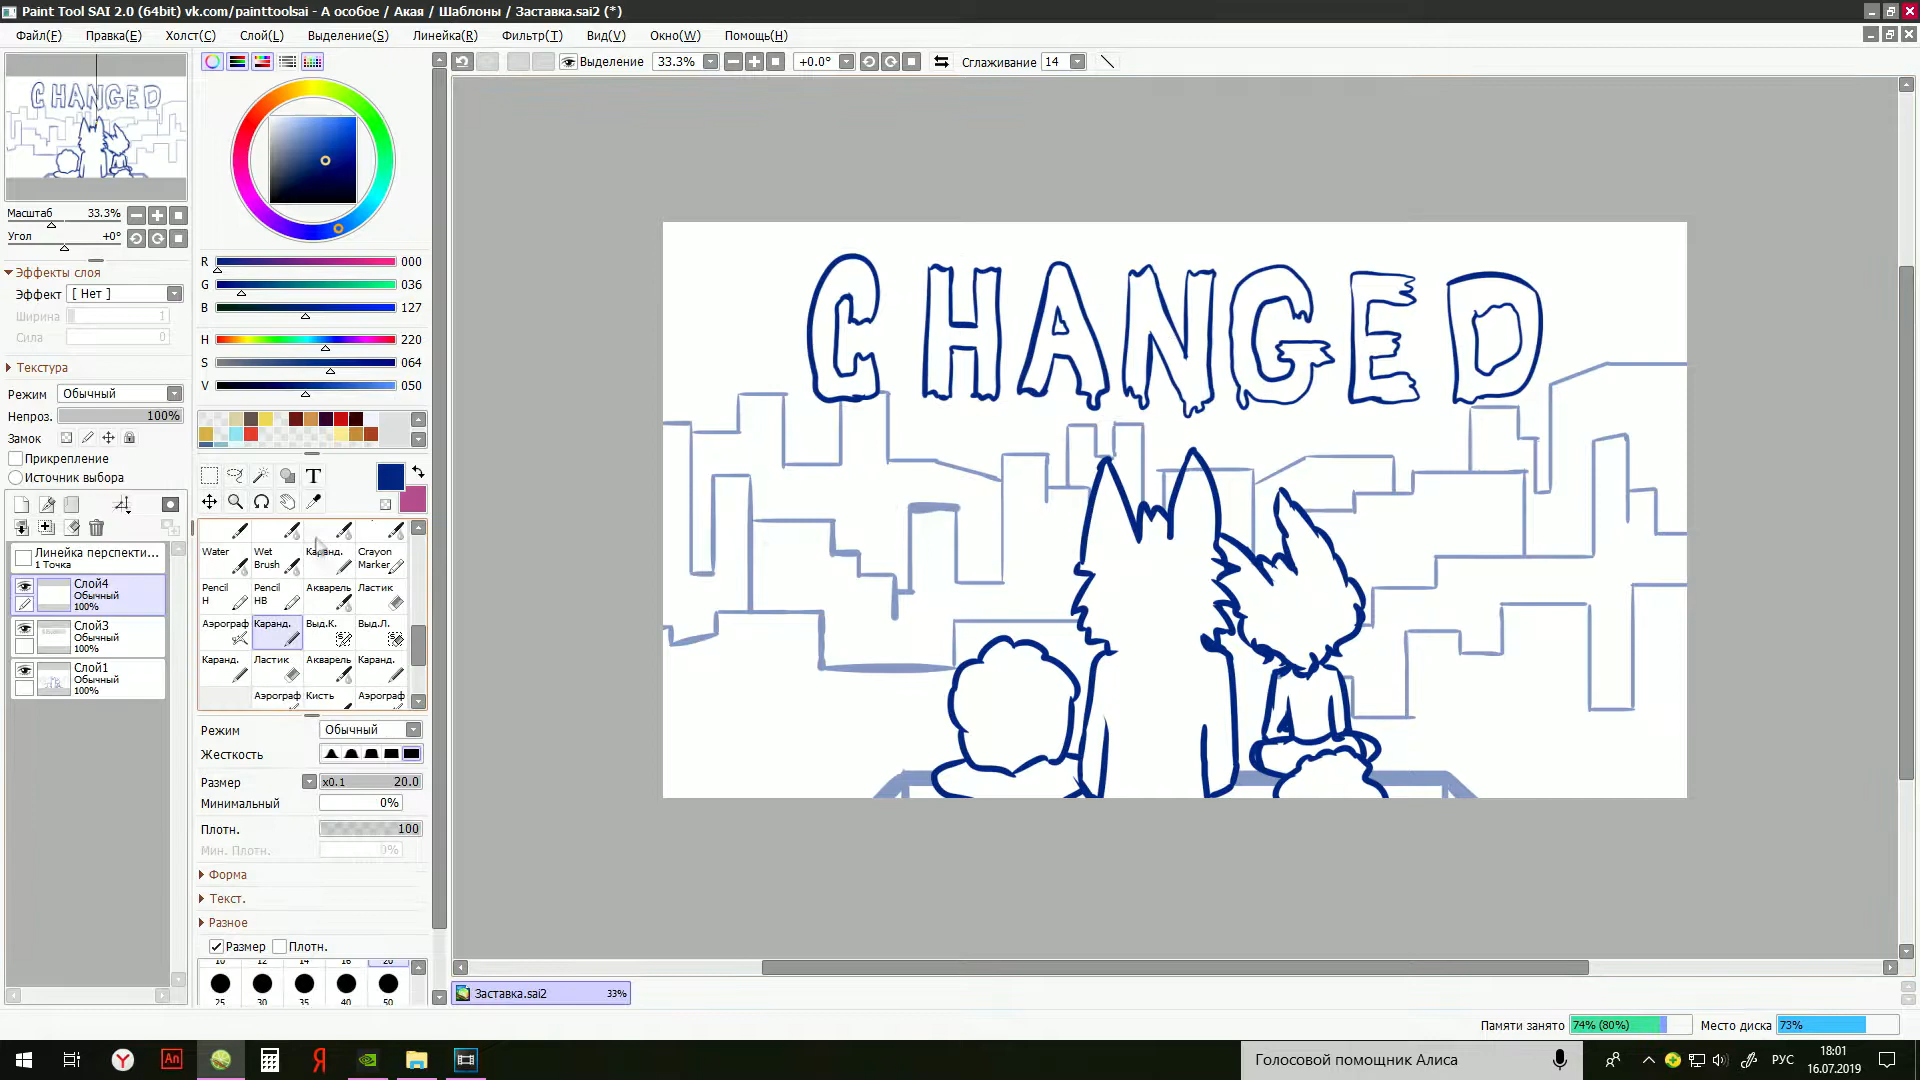 Paint Tool SAI 2.0 (64bit) vk.com/painttoolsai - А особое / Акая / Шаблоны / Заставка.sai2 (*)
Файл(F) Правка(E) Холст(C) Слой(L) Выделение(S) Линейка(R) Фильтр(T) Вид(V) Окно(W) Помощь(H)
Выделение 33.3% +0.0° Сглаживание 14
CHANGED
Масштаб 33.3%
Угол +0°
Эффекты слоя
Эффект [ Нет ]
Ширина 1
Сила 0
Текстура
Режим Обычный
Непроз. 100%
Замок
Прикрепление
Источник выбора
Линейка перспекти...
1 Точка
Слой4
Обычный
100%
Слой3
Обычный
100%
Слой1
Обычный
100%
R 000
G 036
B 127
H 220
S 064
V 050
T
Water Wet Brush Каранд. Crayon Marker
Pencil H Pencil HB Акварель Ластик
Аэрограф Каранд. Выд.К. Выд.Л.
Каранд. Ластик Акварель Каранд.
Аэрограф Кисть Аэрограф
Режим Обычный
Жесткость
Размер x0.1 20.0
Минимальный 0%
Плотн. 100
Мин. Плотн. 0%
Форма
Текст.
Разное
Размер Плотн.
10 12 14 16 20
25 30 35 40 50
CHANGED
Заставка.sai2 33%
Памяти занято 74% (80%) Место диска 73%
Y An Я
Голосовой помощник Алиса
РУС
18:01
16.07.2019